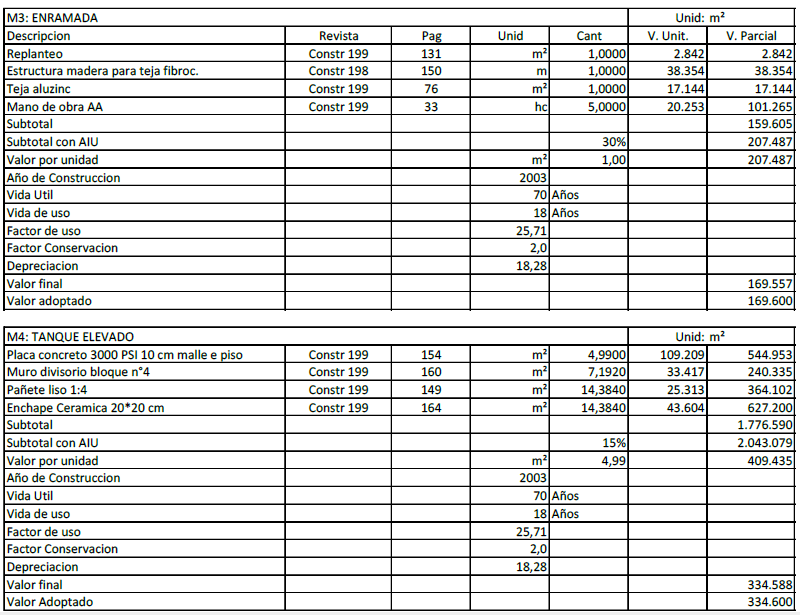 M3: ENRAMADA Unid: m²
Descripcion Revista Pag Unid Cant V. Unit. V. Parcial
Replanteo Constr 199 131 m² 1,0000 2.842 2.842
Estructura madera para teja fibroc. Constr 198 150 m 1,0000 38.354 38.354
Teja aluzinc Constr 199 76 m² 1,0000 17.144 17.144
Mano de obra AA Constr 199 33 hc 5,0000 20.253 101.265
Subtotal 159.605
Subtotal con AIU 30% 207.487
Valor por unidad m² 1,00 207.487
Año de Construccion 2003
Vida Util 70 Años
Vida de uso 18 Años
Factor de uso 25,71
Factor Conservacion 2,0
Depreciacion 18,28
Valor final 169.557
Valor adoptado 169.600
M4: TANQUE ELEVADO Unid: m²
Placa concreto 3000 PSI 10 cm malle e piso Constr 199 154 m² 4,9900 109.209 544.953
Muro divisorio bloque n°4 Constr 199 160 m² 7,1920 33.417 240.335
Pañete liso 1:4 Constr 199 149 m² 14,3840 25.313 364.102
Enchape Ceramica 20*20 cm Constr 199 164 m² 14,3840 43.604 627.200
Subtotal 1.776.590
Subtotal con AIU 15% 2.043.079
Valor por unidad m² 4,99 409.435
Año de Construccion 2003
Vida Util 70 Años
Vida de uso 18 Años
Factor de uso 25,71
Factor Conservacion 2,0
Depreciacion 18,28
Valor final 334.588
Valor Adoptado 334.600